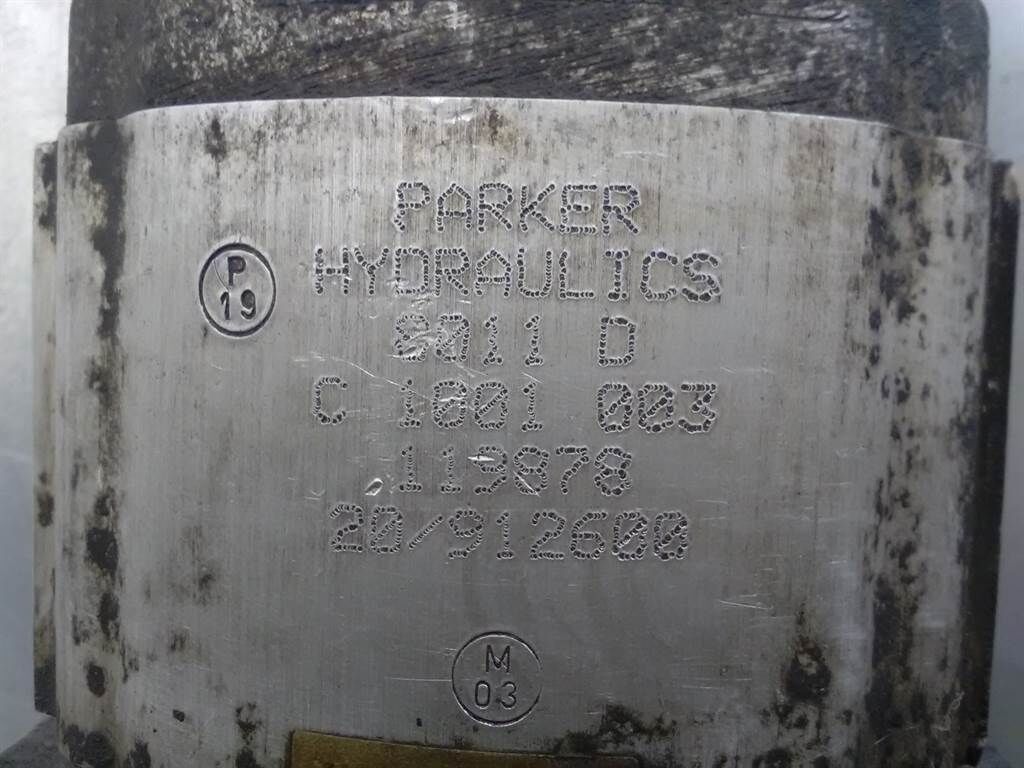 PARKER
HYDRAULICS
P
19
8011 D
C 1001 003
119878
20/912600
M
03